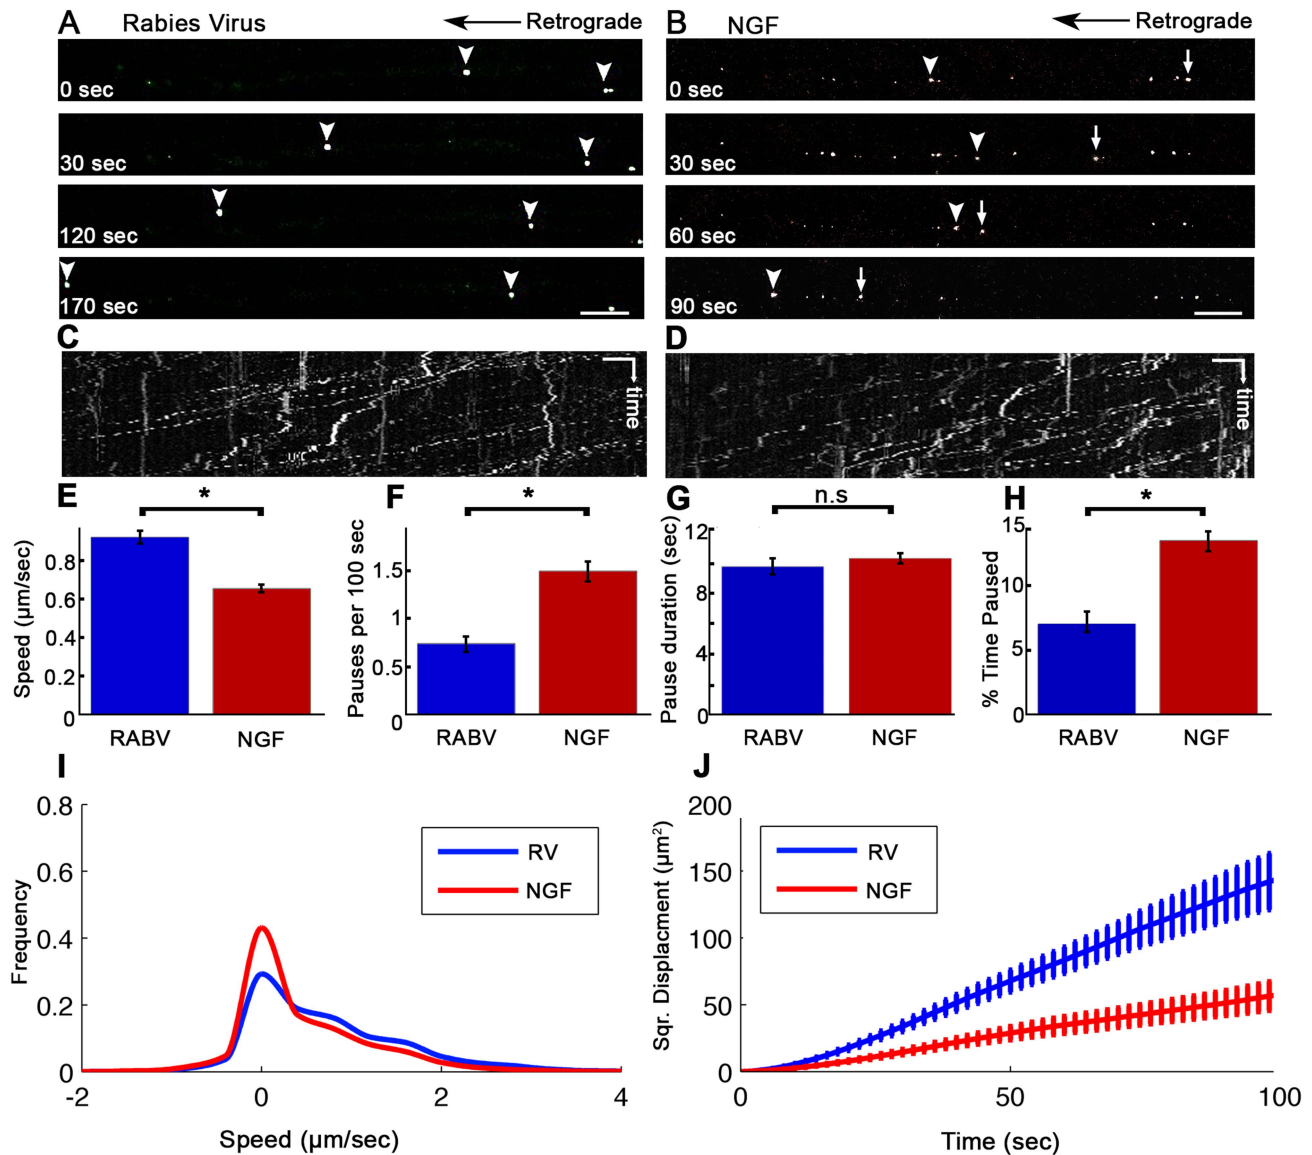 A Rabies Virus Retrograde
0 sec
30 sec
120 sec
170 sec
B NGF Retrograde
0 sec
30 sec
60 sec
90 sec
C
time
D
time
E
*
Speed (µm/sec)
0.8
0.6
0.4
0.2
0
RABV NGF
F
*
Pauses per 100 sec
1.5
1
0.5
0
RABV NGF
G
n.s
Pause duration (sec)
12
8
4
0
RABV NGF
H
*
% Time Paused
15
10
5
0
RABV NGF
I
Frequency
0.8
0.6
0.4
0.2
0
-2 0 2 4
Speed (µm/sec)
RV
NGF
J
Sqr. Displacment (µm²)
200
150
100
50
0
0 50 100
Time (sec)
RV
NGF